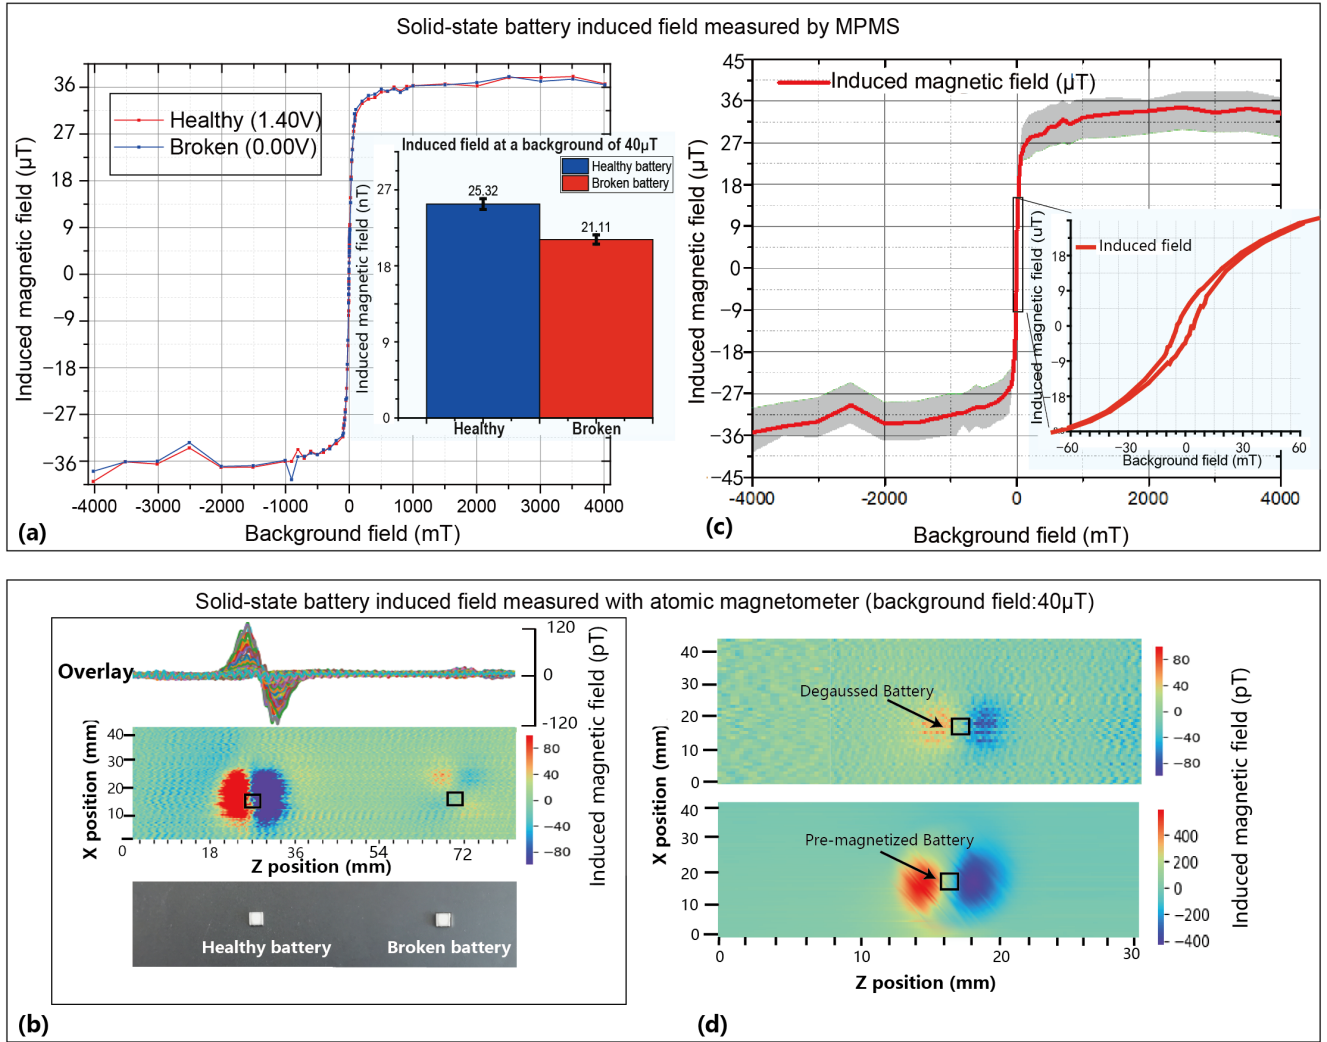 Solid-state battery induced field measured by MPMS
Induced magnetic field (µT)
36
27
18
9
0
−9
−18
−27
−36
Healthy (1.40V)
Broken (0.00V)
Induced field at a background of 40µT
Healthy battery
Broken battery
Induced magnetic field (nT)
27
18
9
0
25.32
21.11
Healthy
Broken
-4000
-3000
-2000
-1000
0
1000
2000
3000
4000
Background field (mT)
(a)
Induced magnetic field (µT)
45
36
27
18
9
0
−9
−18
−27
−36
−45
Induced magnetic field (µT)
Induced magnetic field (uT)
Induced field
18
9
0
-9
-18
-60
-30
0
30
60
Background field (mT)
-4000
-2000
0
2000
4000
Background field (mT)
(c)
Solid-state battery induced field measured with atomic magnetometer (background field:40µT)
Overlay
120
0
-120
X position (mm)
40
30
20
10
0
18
36
54
72
Z position (mm)
80
40
0
−40
−80
Induced magnetic field (pT)
Healthy battery
Broken battery
(b)
X position (mm)
40
30
20
10
0
Degaussed Battery
80
40
0
−40
−80
40
30
20
10
0
Pre-magnetized Battery
400
200
0
−200
−400
Induced magnetic field (pT)
0
10
20
30
Z position (mm)
(d)